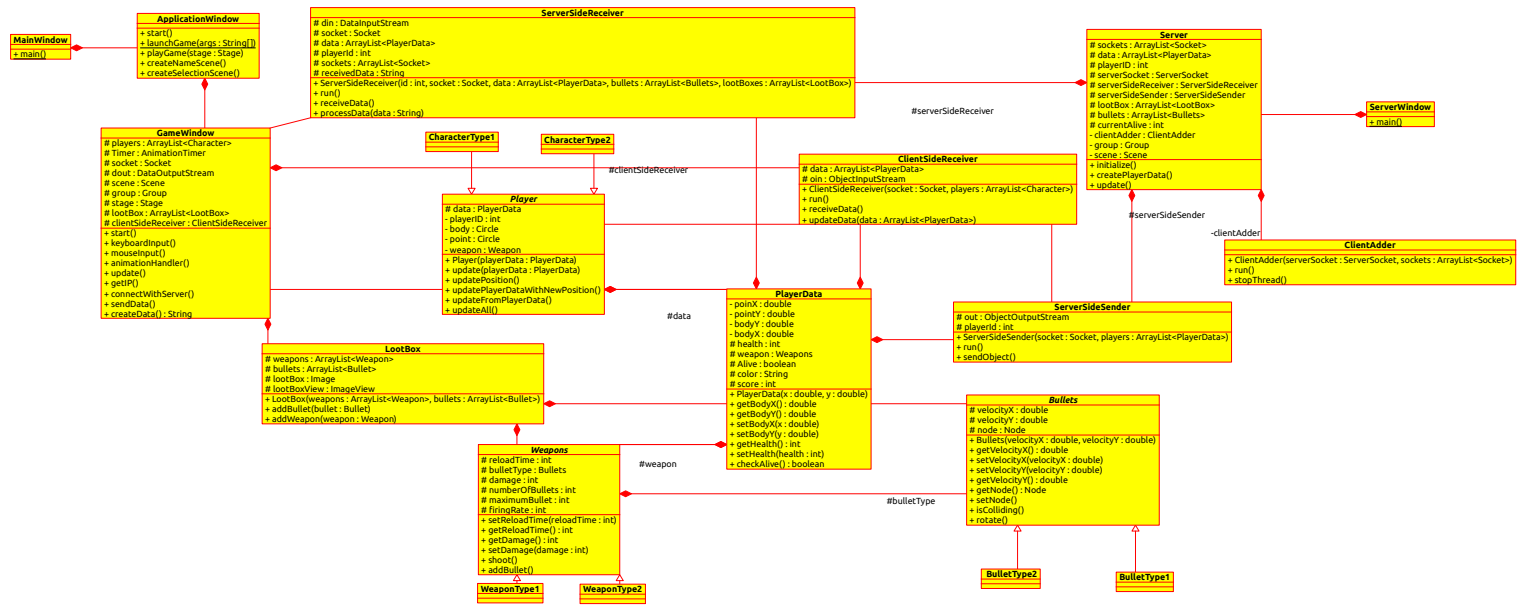 MainWindow
+ main()
ApplicationWindow
+ start()
+ launchGame(args : String[])
+ playGame(stage : Stage)
+ createNameScene()
+ createSelectionScene()
ServerSideReceiver
# din : DataInputStream
# socket : Socket
# data : ArrayList<PlayerData>
# playerId : int
# sockets : ArrayList<Socket>
# receivedData : String
+ ServerSideReceiver(id : int, socket : Socket, data : ArrayList<PlayerData>, bullets : ArrayList<Bullets>, lootBoxes : ArrayList<LootBox>)
+ run()
+ receiveData()
+ processData(data : String)
Server
# sockets : ArrayList<Socket>
# data : ArrayList<PlayerData>
# playerID : int
# serverSocket : ServerSocket
# serverSideReceiver : ServerSideReceiver
# serverSideSender : ServerSideSender
# lootBox : ArrayList<LootBox>
# bullets : ArrayList<Bullets>
# currentAlive : int
- clientAdder : ClientAdder
- group : Group
- scene : Scene
+ initialize()
+ createPlayerData()
+ update()
ServerWindow
+ main()
#serverSideReceiver
GameWindow
# players : ArrayList<Character>
# Timer : AnimationTimer
# socket : Socket
# dout : DataOutputStream
# scene : Scene
# group : Group
# stage : Stage
# lootBox : ArrayList<LootBox>
# clientSideReceiver : ClientSideReceiver
+ start()
+ keyboardInput()
+ mouseInput()
+ animationHandler()
+ update()
+ getIP()
+ connectWithServer()
+ sendData()
+ createData() : String
CharacterType1
CharacterType2
#clientSideReceiver
ClientSideReceiver
# data : ArrayList<PlayerData>
# oin : ObjectInputStream
+ ClientSideReceiver(socket : Socket, players : ArrayList<Character>)
+ run()
+ receiveData()
+ updateData(data : ArrayList<PlayerData>)
Player
# data : PlayerData
- playerID : int
- body : Circle
- point : Circle
- weapon : Weapon
+ Player(playerData : PlayerData)
+ update(playerData : PlayerData)
+ updatePosition()
+ updatePlayerDataWithNewPosition()
+ updateFromPlayerData()
+ updateAll()
#serverSideSender
-clientAdder
ClientAdder
+ ClientAdder(serverSocket : ServerSocket, sockets : ArrayList<Socket>)
+ run()
+ stopThread()
#data
PlayerData
- poinX : double
- pointY : double
- bodyY : double
- bodyX : double
# health : int
# weapon : Weapons
# Alive : boolean
# color : String
# score : int
+ PlayerData(x : double, y : double)
+ getBodyX() : double
+ getBodyY() : double
+ setBodyX(x : double)
+ setBodyY(y : double)
+ getHealth() : int
+ setHealth(health : int)
+ checkAlive() : boolean
ServerSideSender
# out : ObjectOutputStream
# playerId : int
+ ServerSideSender(socket : Socket, players : ArrayList<PlayerData>)
+ run()
+ sendObject()
LootBox
# weapons : ArrayList<Weapon>
# bullets : ArrayList<Bullet>
# lootBox : Image
# lootBoxView : ImageView
+ LootBox(weapons : ArrayList<Weapon>, bullets : ArrayList<Bullet>)
+ addBullet(bullet : Bullet)
+ addWeapon(weapon : Weapon)
Bullets
# velocityX : double
# velocityY : double
# node : Node
+ Bullets(velocityX : double, velocityY : double)
+ getVelocityX() : double
+ setVelocityX(velocityX : double)
+ setVelocityY(velocityY : double)
+ getVelocityY() : double
+ getNode() : Node
+ setNode()
+ isColliding()
+ rotate()
Weapons
# reloadTime : int
# bulletType : Bullets
# damage : int
# numberOfBullets : int
# maximumBullet : int
# firingRate : int
+ setReloadTime(reloadTime : int)
+ getReloadTime() : int
+ getDamage() : int
+ setDamage(damage : int)
+ shoot()
+ addBullet()
#weapon
#bulletType
WeaponType1
WeaponType2
BulletType2
BulletType1